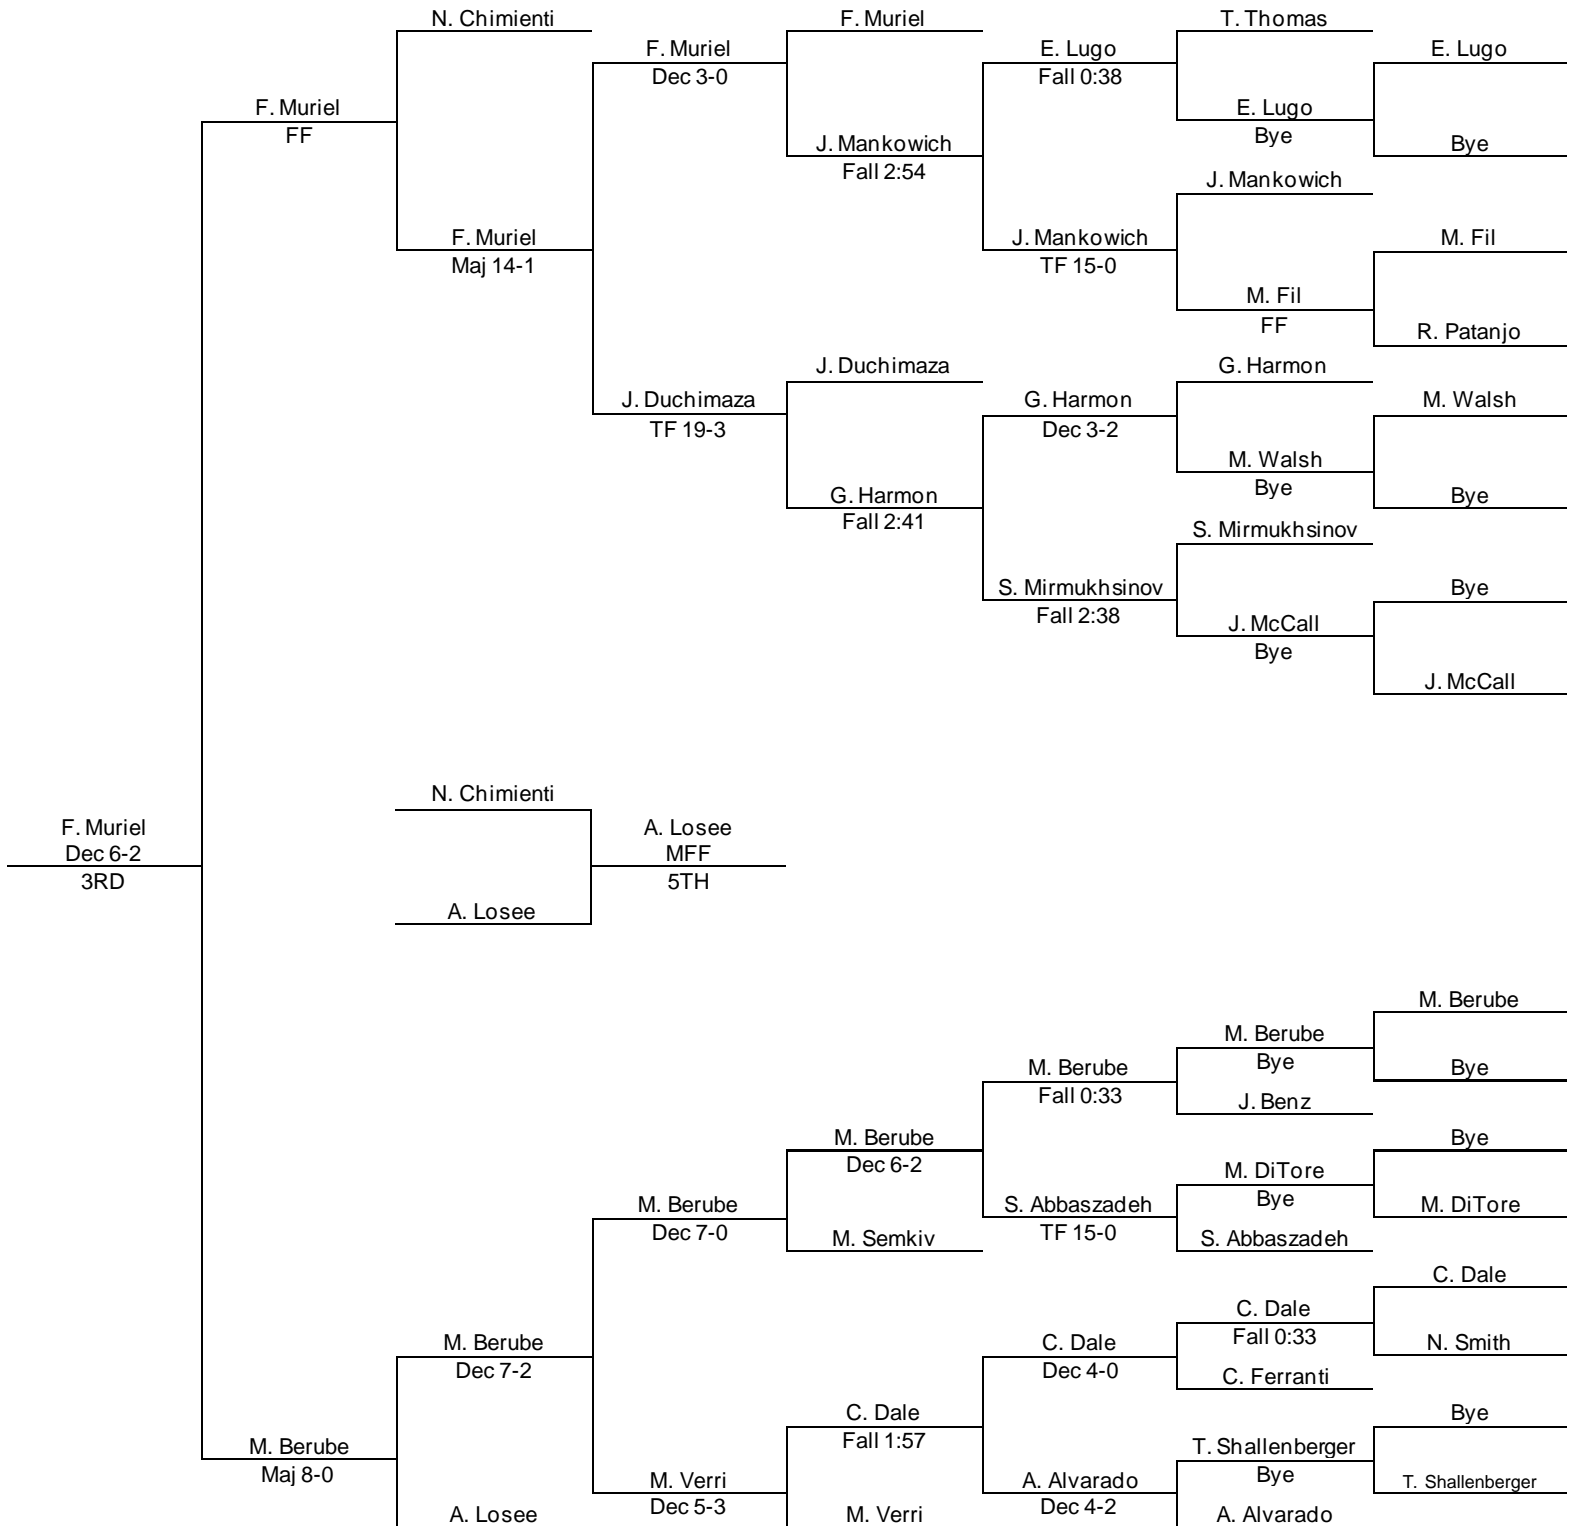 N. Chimienti
F. Muriel
T. Thomas
F. Muriel
Dec 3-0
E. Lugo
Fall 0:38
E. Lugo
F. Muriel
FF
E. Lugo
Bye
J. Mankowich
Fall 2:54
Bye
J. Mankowich
F. Muriel
Maj 14-1
J. Mankowich
TF 15-0
M. Fil
M. Fil
FF
R. Patanjo
J. Duchimaza
G. Harmon
J. Duchimaza
TF 19-3
G. Harmon
Dec 3-2
M. Walsh
M. Walsh
Bye
G. Harmon
Fall 2:41
Bye
S. Mirmukhsinov
S. Mirmukhsinov
Fall 2:38
Bye
J. McCall
Bye
J. McCall
N. Chimienti
F. Muriel
Dec 6-2
3RD
A. Losee
MFF
5TH
A. Losee
M. Berube
M. Berube
Bye
M. Berube
Fall 0:33
Bye
J. Benz
M. Berube
Dec 6-2
Bye
M. DiTore
Bye
M. Berube
Dec 7-0
S. Abbaszadeh
TF 15-0
M. DiTore
M. Semkiv
S. Abbaszadeh
C. Dale
C. Dale
Fall 0:33
M. Berube
Dec 7-2
C. Dale
Dec 4-0
N. Smith
C. Ferranti
C. Dale
Fall 1:57
Bye
M. Berube
Maj 8-0
T. Shallenberger
Bye
M. Verri
Dec 5-3
A. Alvarado
Dec 4-2
T. Shallenberger
A. Losee
M. Verri
A. Alvarado